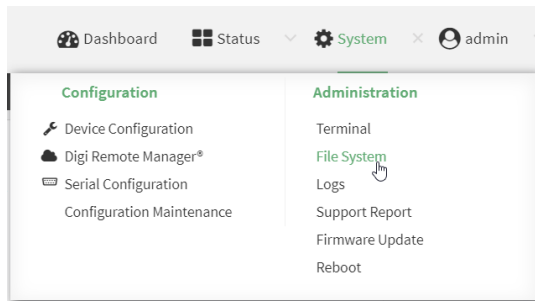 Dashboard Status System admin
Configuration
Device Configuration
Digi Remote Manager®
Serial Configuration
Configuration Maintenance
Administration
Terminal
File System
Logs
Support Report
Firmware Update
Reboot